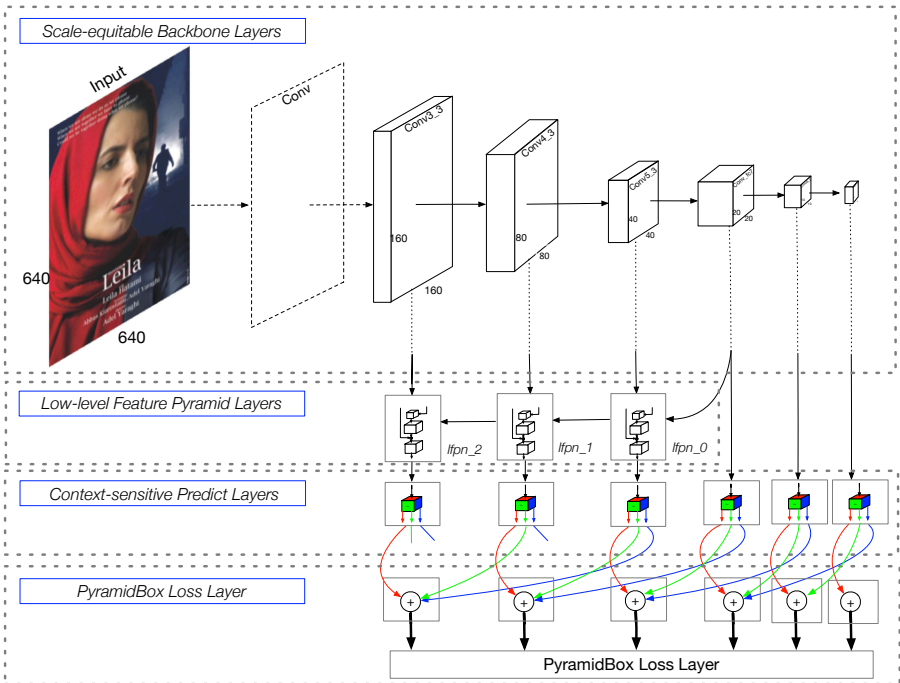 Scale-equitable Backbone Layers
Input
Conv
Conv3_3
Conv4_3
Conv5_3
640
640
160
160
80
80
40
40
20
20
Leila
Leila Hatami
Adel Yaraghi
Low-level Feature Pyramid Layers
lfpn_2
lfpn_1
lfpn_0
Context-sensitive Predict Layers
PyramidBox Loss Layer
+
+
+
+
+
+
PyramidBox Loss Layer